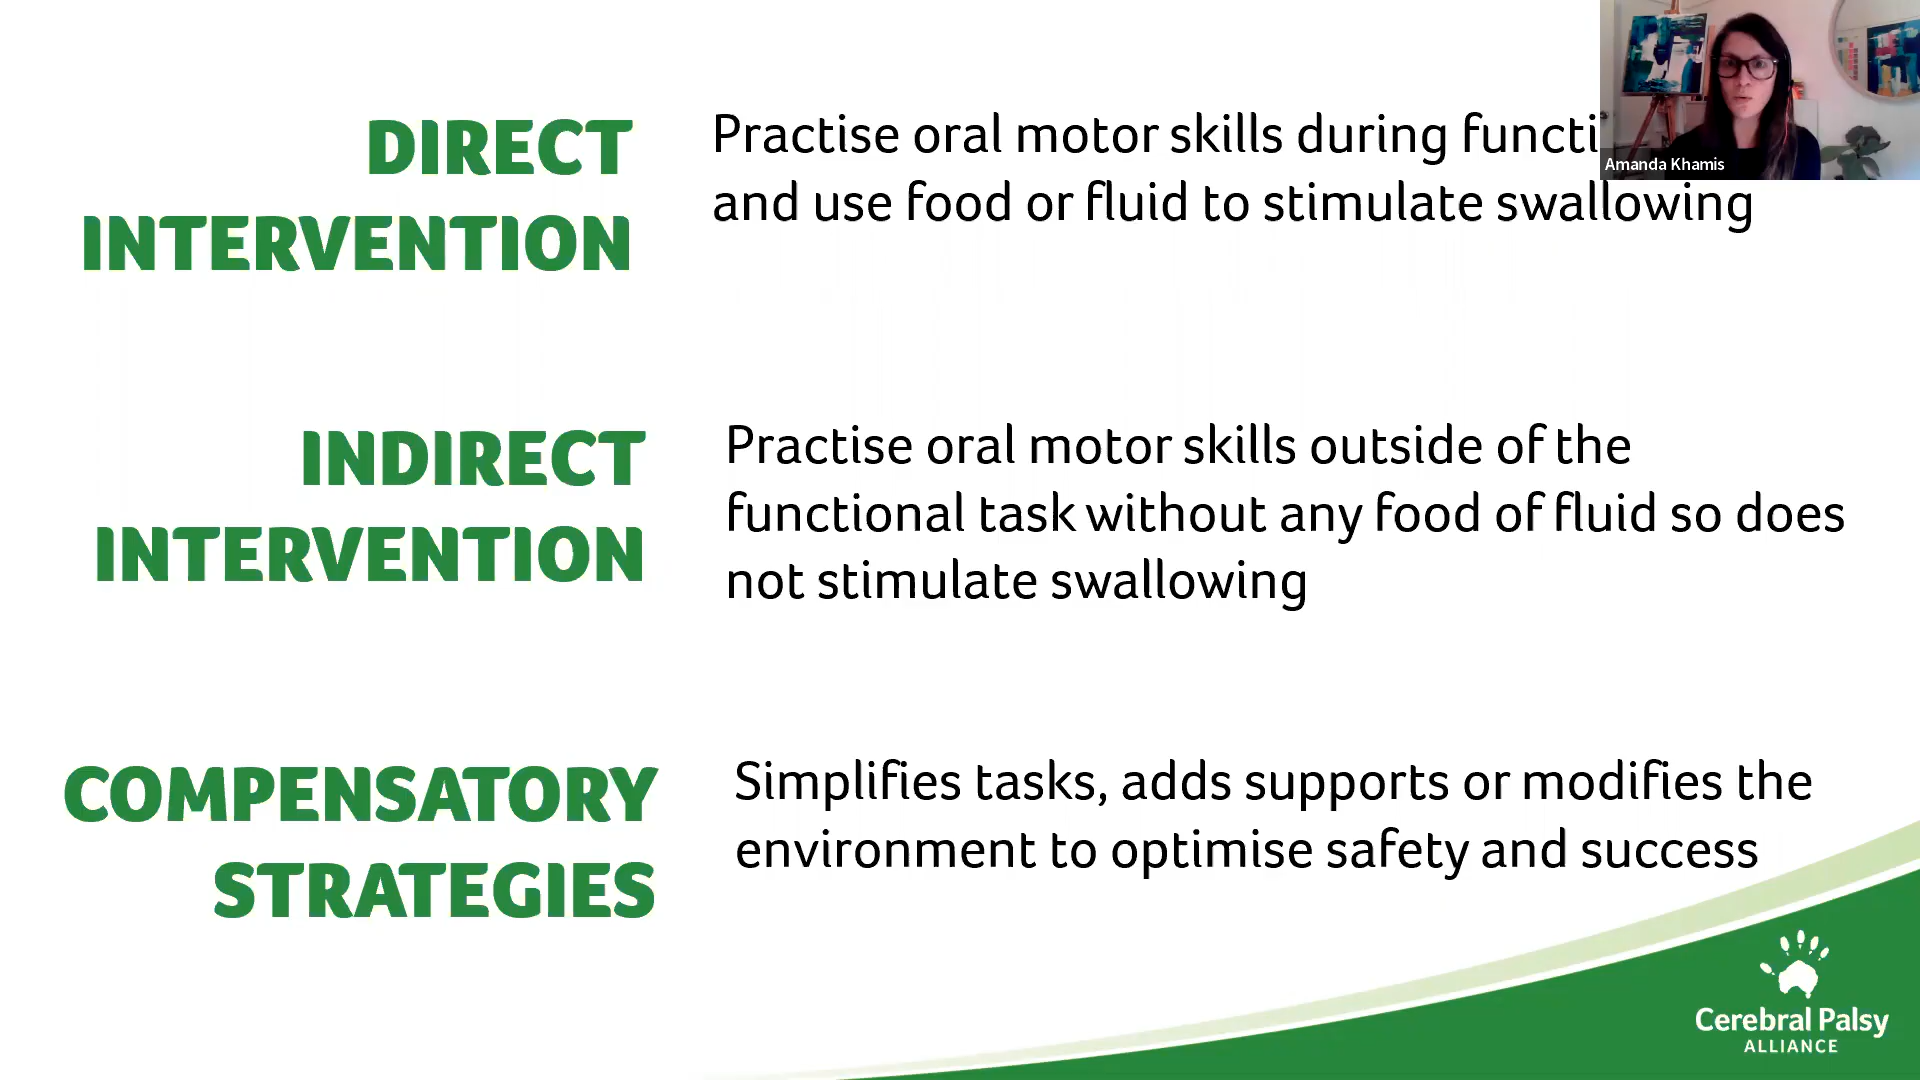 DIRECT
INTERVENTION
Practise oral motor skills during
and use food or fluid to stimulate swallowing
Amanda Khamis
INDIRECT
INTERVENTION
Practise oral motor skills outside of the
functional task without any food of fluid so does
not stimulate swallowing
COMPENSATORY
STRATEGIES
Simplifies tasks, adds supports or modifies the
environment to optimise safety and success
Cerebral Palsy
ALLIANCE